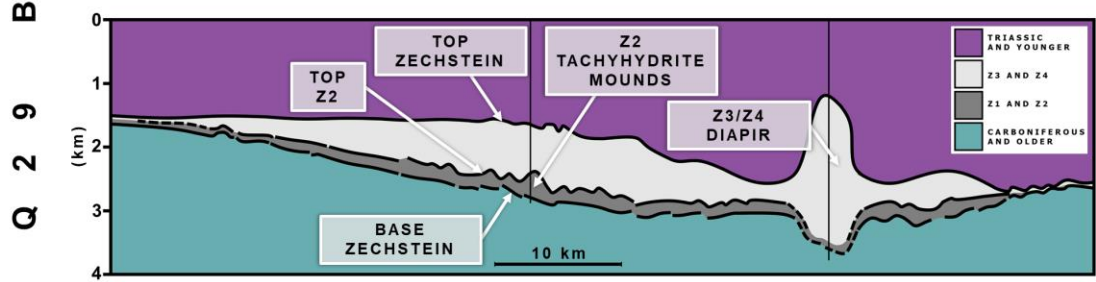 B
9
2
Q
0
1
2
3
4
(km)
TOP
ZECHSTEIN
Z2
TACHYHYDRITE
MOUNDS
TOP
Z2
Z3/Z4
DIAPIR
BASE
ZECHSTEIN
10 km
TRIASSIC
AND YOUNGER
Z3 AND Z4
Z1 AND Z2
CARBONIFEROUS
AND OLDER